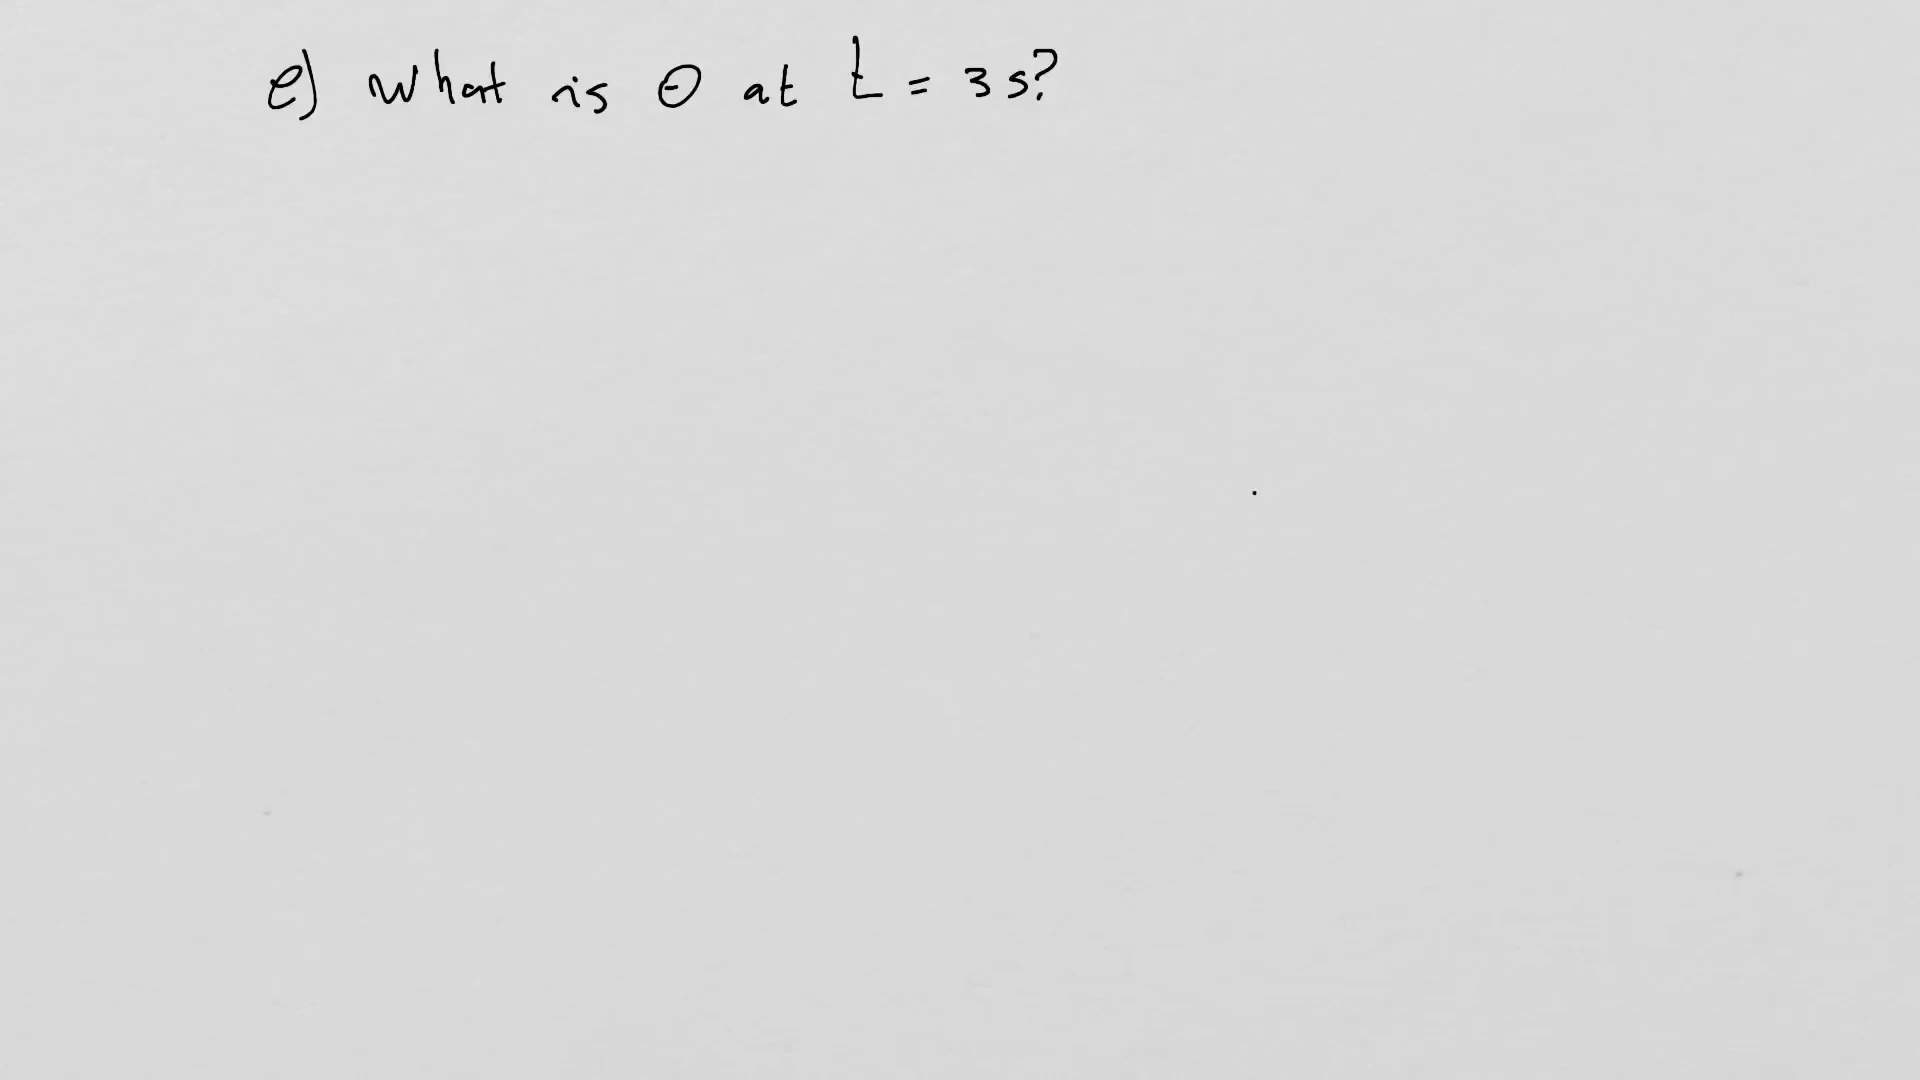 e) What is θ at t = 3 s?